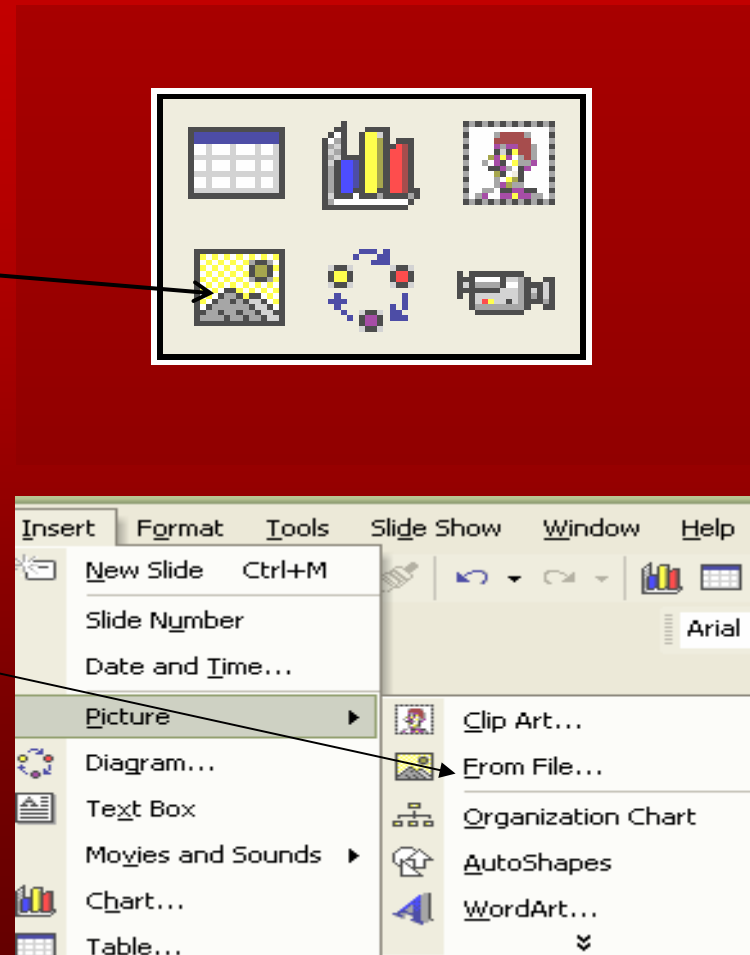 Insert Format Tools Slide Show Window Help
New Slide Ctrl+M
Slide Number
Arial
Date and Time...
Picture
Clip Art...
Diagram...
From File...
Text Box
Organization Chart
Movies and Sounds
AutoShapes
Chart...
WordArt...
Table...